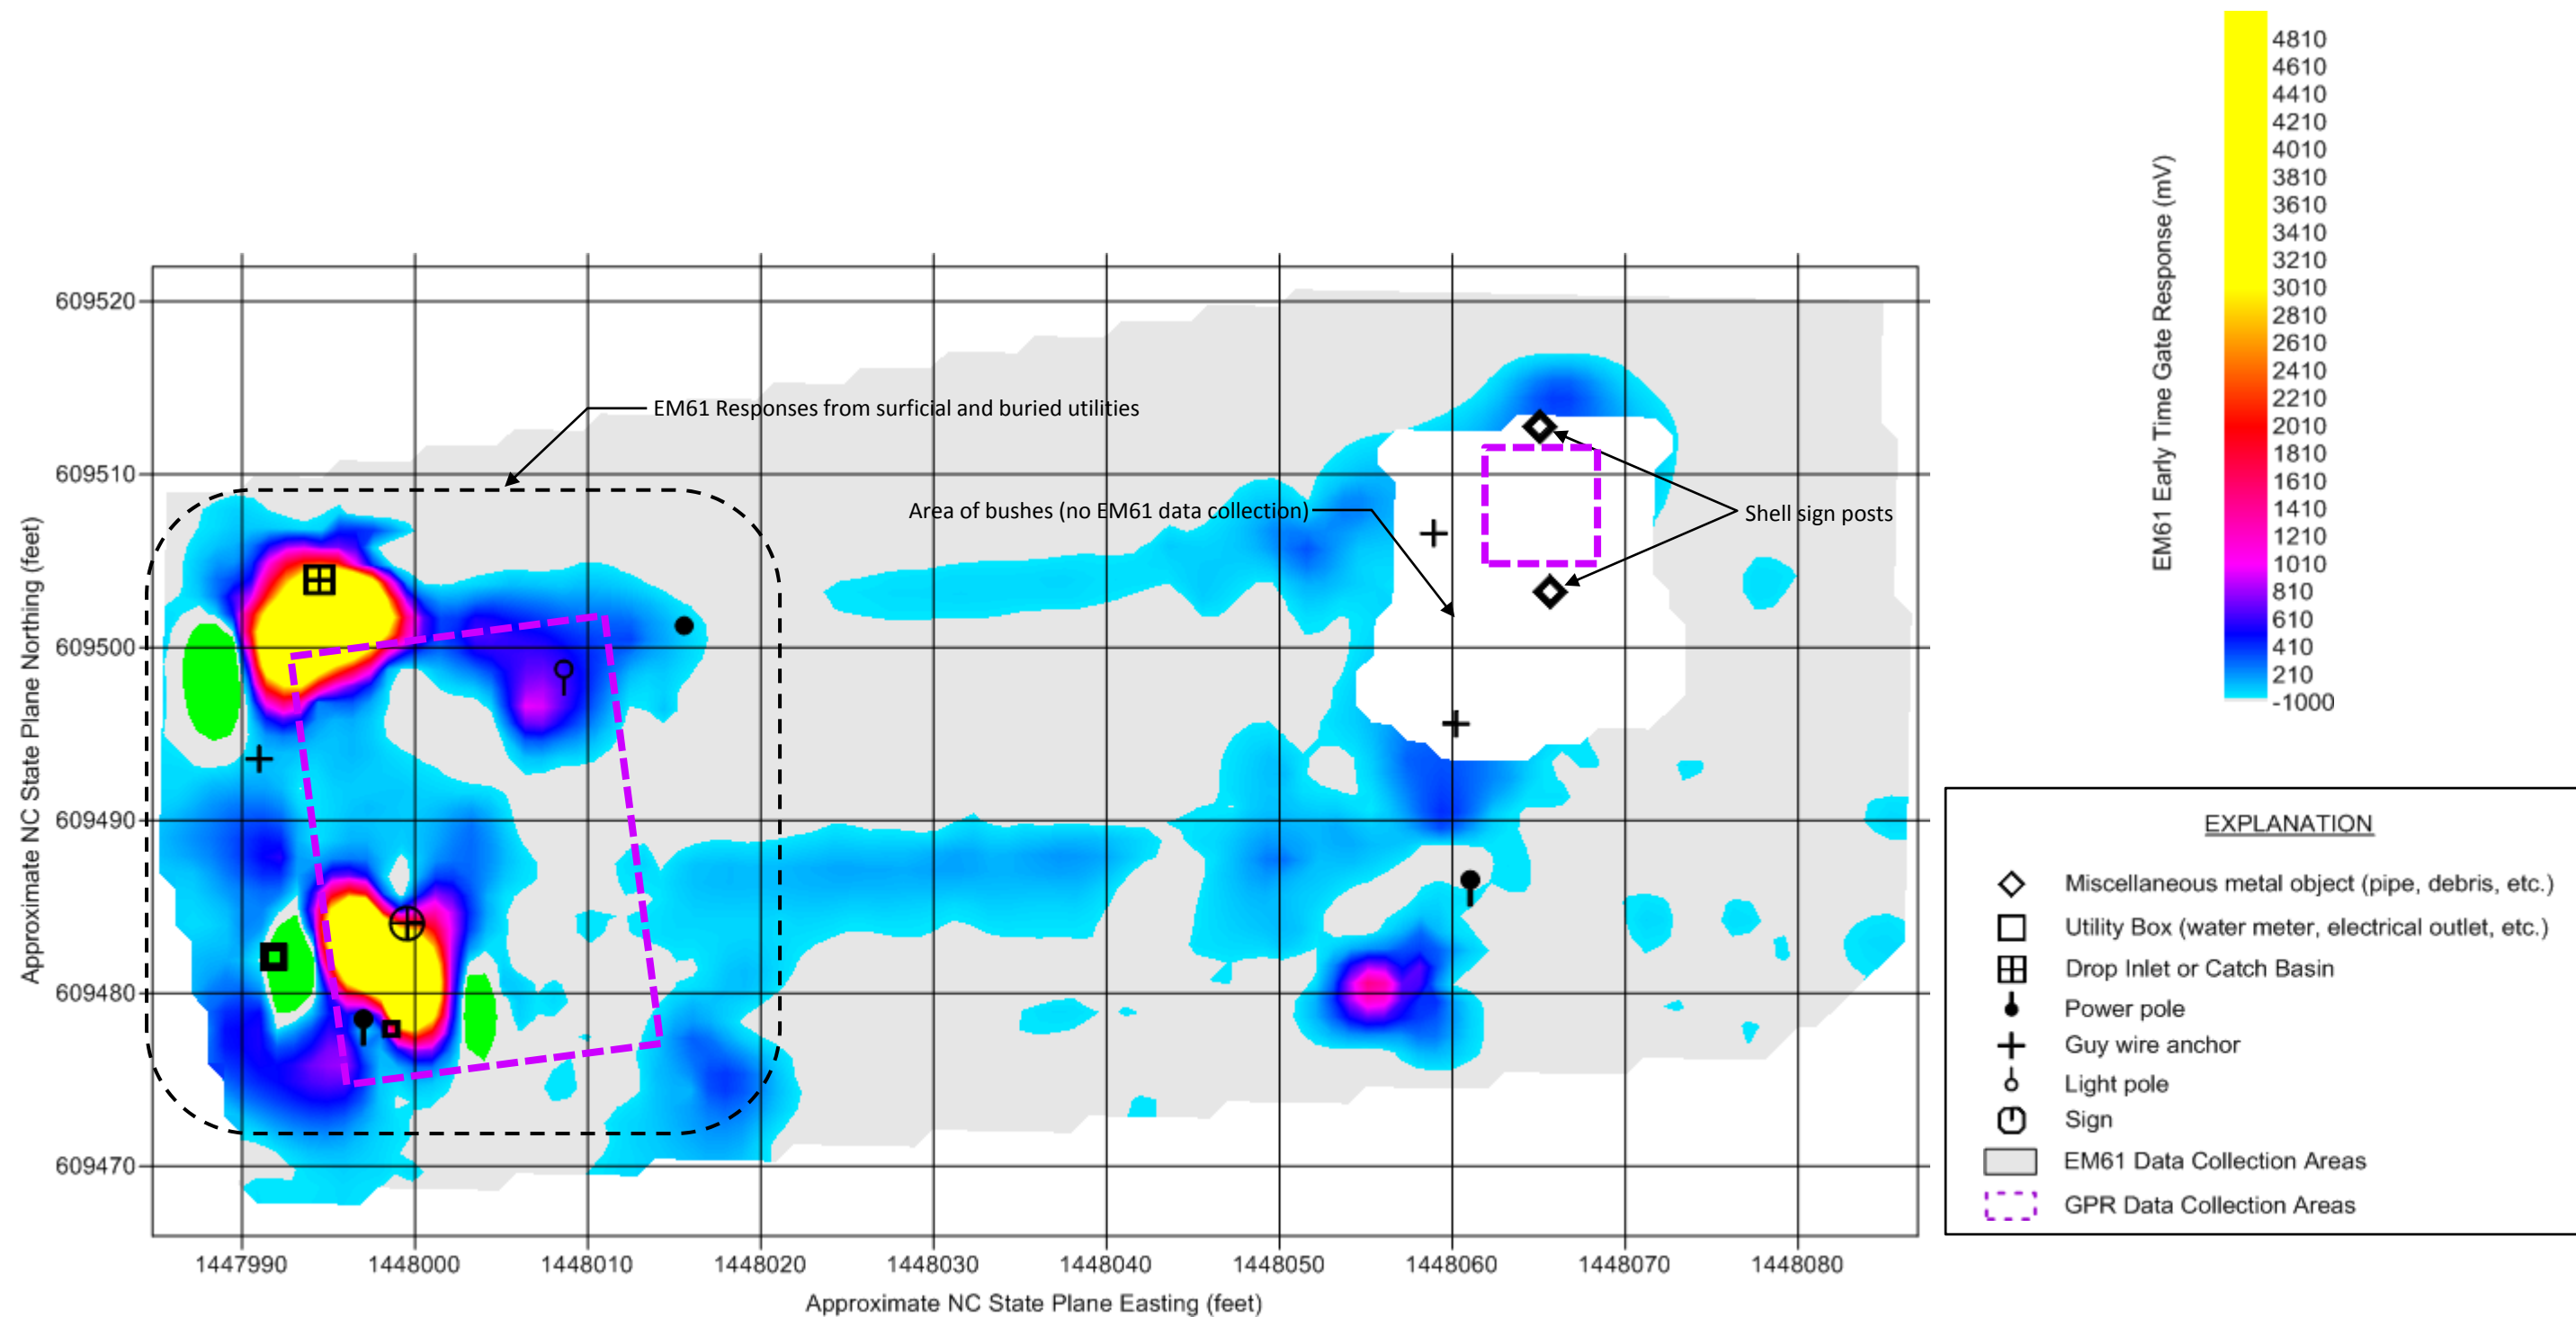 4810
4610
4410
4210
4010
3810
3610
3410
3210
3010
2810
2610
2410
2210
2010
1810
1610
1410
1210
1010
810
610
410
210
-1000
EM61 Early Time Gate Response (mV)
609520
609510
609500
609490
609480
609470
Approximate NC State Plane Northing (feet)
EM61 Responses from surficial and buried utilities
Area of bushes (no EM61 data collection)
Shell sign posts
1447990
1448000
1448010
1448020
1448030
1448040
1448050
1448060
1448070
1448080
Approximate NC State Plane Easting (feet)
EXPLANATION
Miscellaneous metal object (pipe, debris, etc.)
Utility Box (water meter, electrical outlet, etc.)
Drop Inlet or Catch Basin
Power pole
Guy wire anchor
Light pole
Sign
EM61 Data Collection Areas
GPR Data Collection Areas